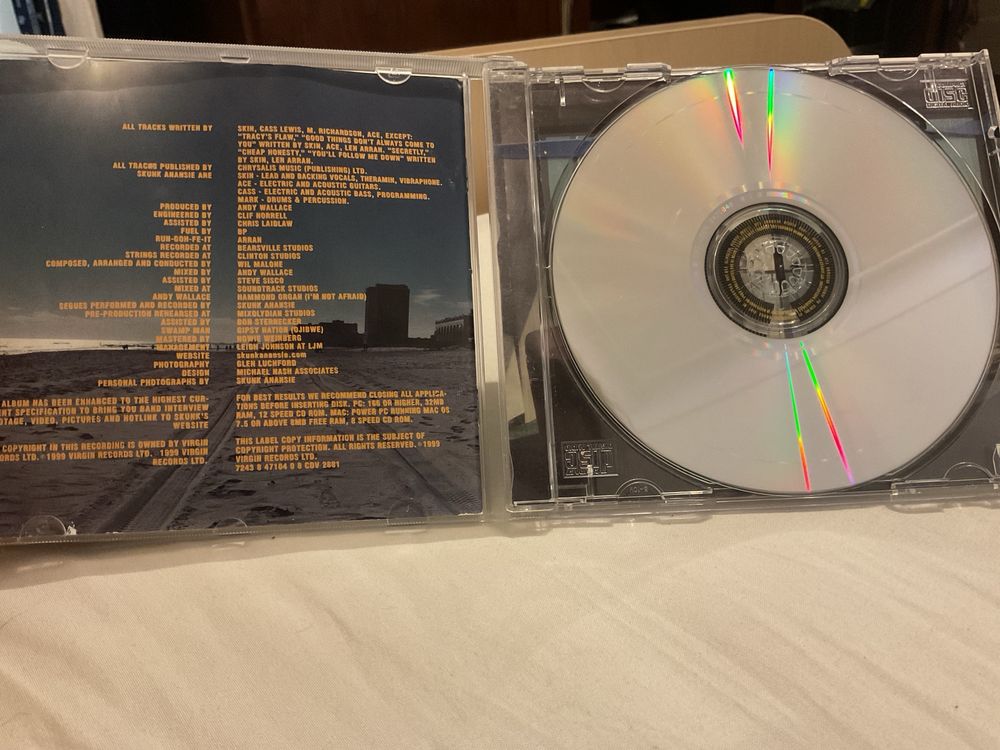 ALL TRACKS WRITTEN BY SKIN, CASS LEWIS, M. RICHARDSON, ACE, EXCEPT:
"TRACY'S FLAW," "GOOD THINGS DON'T ALWAYS COME TO
YOU" WRITTEN BY SKIN, ACE, LEN ARRAN. "SECRETLY,"
"CHEAP HONESTY," "YOU'LL FOLLOW ME DOWN" WRITTEN
BY SKIN, LEN ARRAN.
ALL TRACKS PUBLISHED BY CHRYSALIS MUSIC (PUBLISHING) LTD.
SKUNK ANANSIE ARE SKIN - LEAD AND BACKING VOCALS, THERAMIN, VIBRAPHONE.
ACE - ELECTRIC AND ACOUSTIC GUITARS.
CASS - ELECTRIC AND ACOUSTIC BASS, PROGRAMMING.
MARK - DRUMS & PERCUSSION.
PRODUCED BY ANDY WALLACE
ENGINEERED BY CLIF NORRELL
ASSISTED BY CHRIS LAIDLAW
FUEL BY BP
RUN-GOH-FE-IT ARRAN
RECORDED AT BEARSVILLE STUDIOS
STRINGS RECORDED AT CLINTON STUDIOS
COMPOSED, ARRANGED AND CONDUCTED BY WIL MALONE
MIXED BY ANDY WALLACE
ASSISTED BY STEVE SISCO
MIXED AT SOUNDTRACK STUDIOS
ANDY WALLACE HAMMOND ORGAN (I'M NOT AFRAID)
SEGUES PERFORMED AND RECORDED BY SKUNK ANANSIE
PRE-PRODUCTION REHEARSED AT MIXOLYDIAN STUDIOS
ASSISTED BY DON STERNECKER
SWAMP MAN GIPSY NATION (OJIBWE)
MASTERED BY HOWIE WEINBERG
MANAGEMENT LEIGH JOHNSON AT LJM
WEBSITE skunkanansie.com
PHOTOGRAPHY GLEN LUCHFORD
DESIGN MICHAEL NASH ASSOCIATES
PERSONAL PHOTOGRAPHS BY SKUNK ANANSIE
ALBUM HAS BEEN ENHANCED TO THE HIGHEST CUR-
NT SPECIFICATION TO BRING YOU BAND INTERVIEW
OTAGE, VIDEO, PICTURES AND HOTLINK TO SKUNK'S
WEBSITE
FOR BEST RESULTS WE RECOMMEND CLOSING ALL APPLICA-
TIONS BEFORE INSERTING DISK. PC: 166 OR HIGHER, 32MB
RAM, 12 SPEED CD ROM. MAC: POWER PC RUNNING MAC OS
7.5 OR ABOVE 8MB FREE RAM, 8 SPEED CD ROM.
COPYRIGHT IN THIS RECORDING IS OWNED BY VIRGIN
ORDS LTD. ℗1999 VIRGIN RECORDS LTD. 1999 VIRGIN
RECORDS LTD.
THIS LABEL COPY INFORMATION IS THE SUBJECT OF
COPYRIGHT PROTECTION. ALL RIGHTS RESERVED. ©1999
VIRGIN RECORDS LTD.
7243 8 47104 0 8 CDV 2881
disc
disc